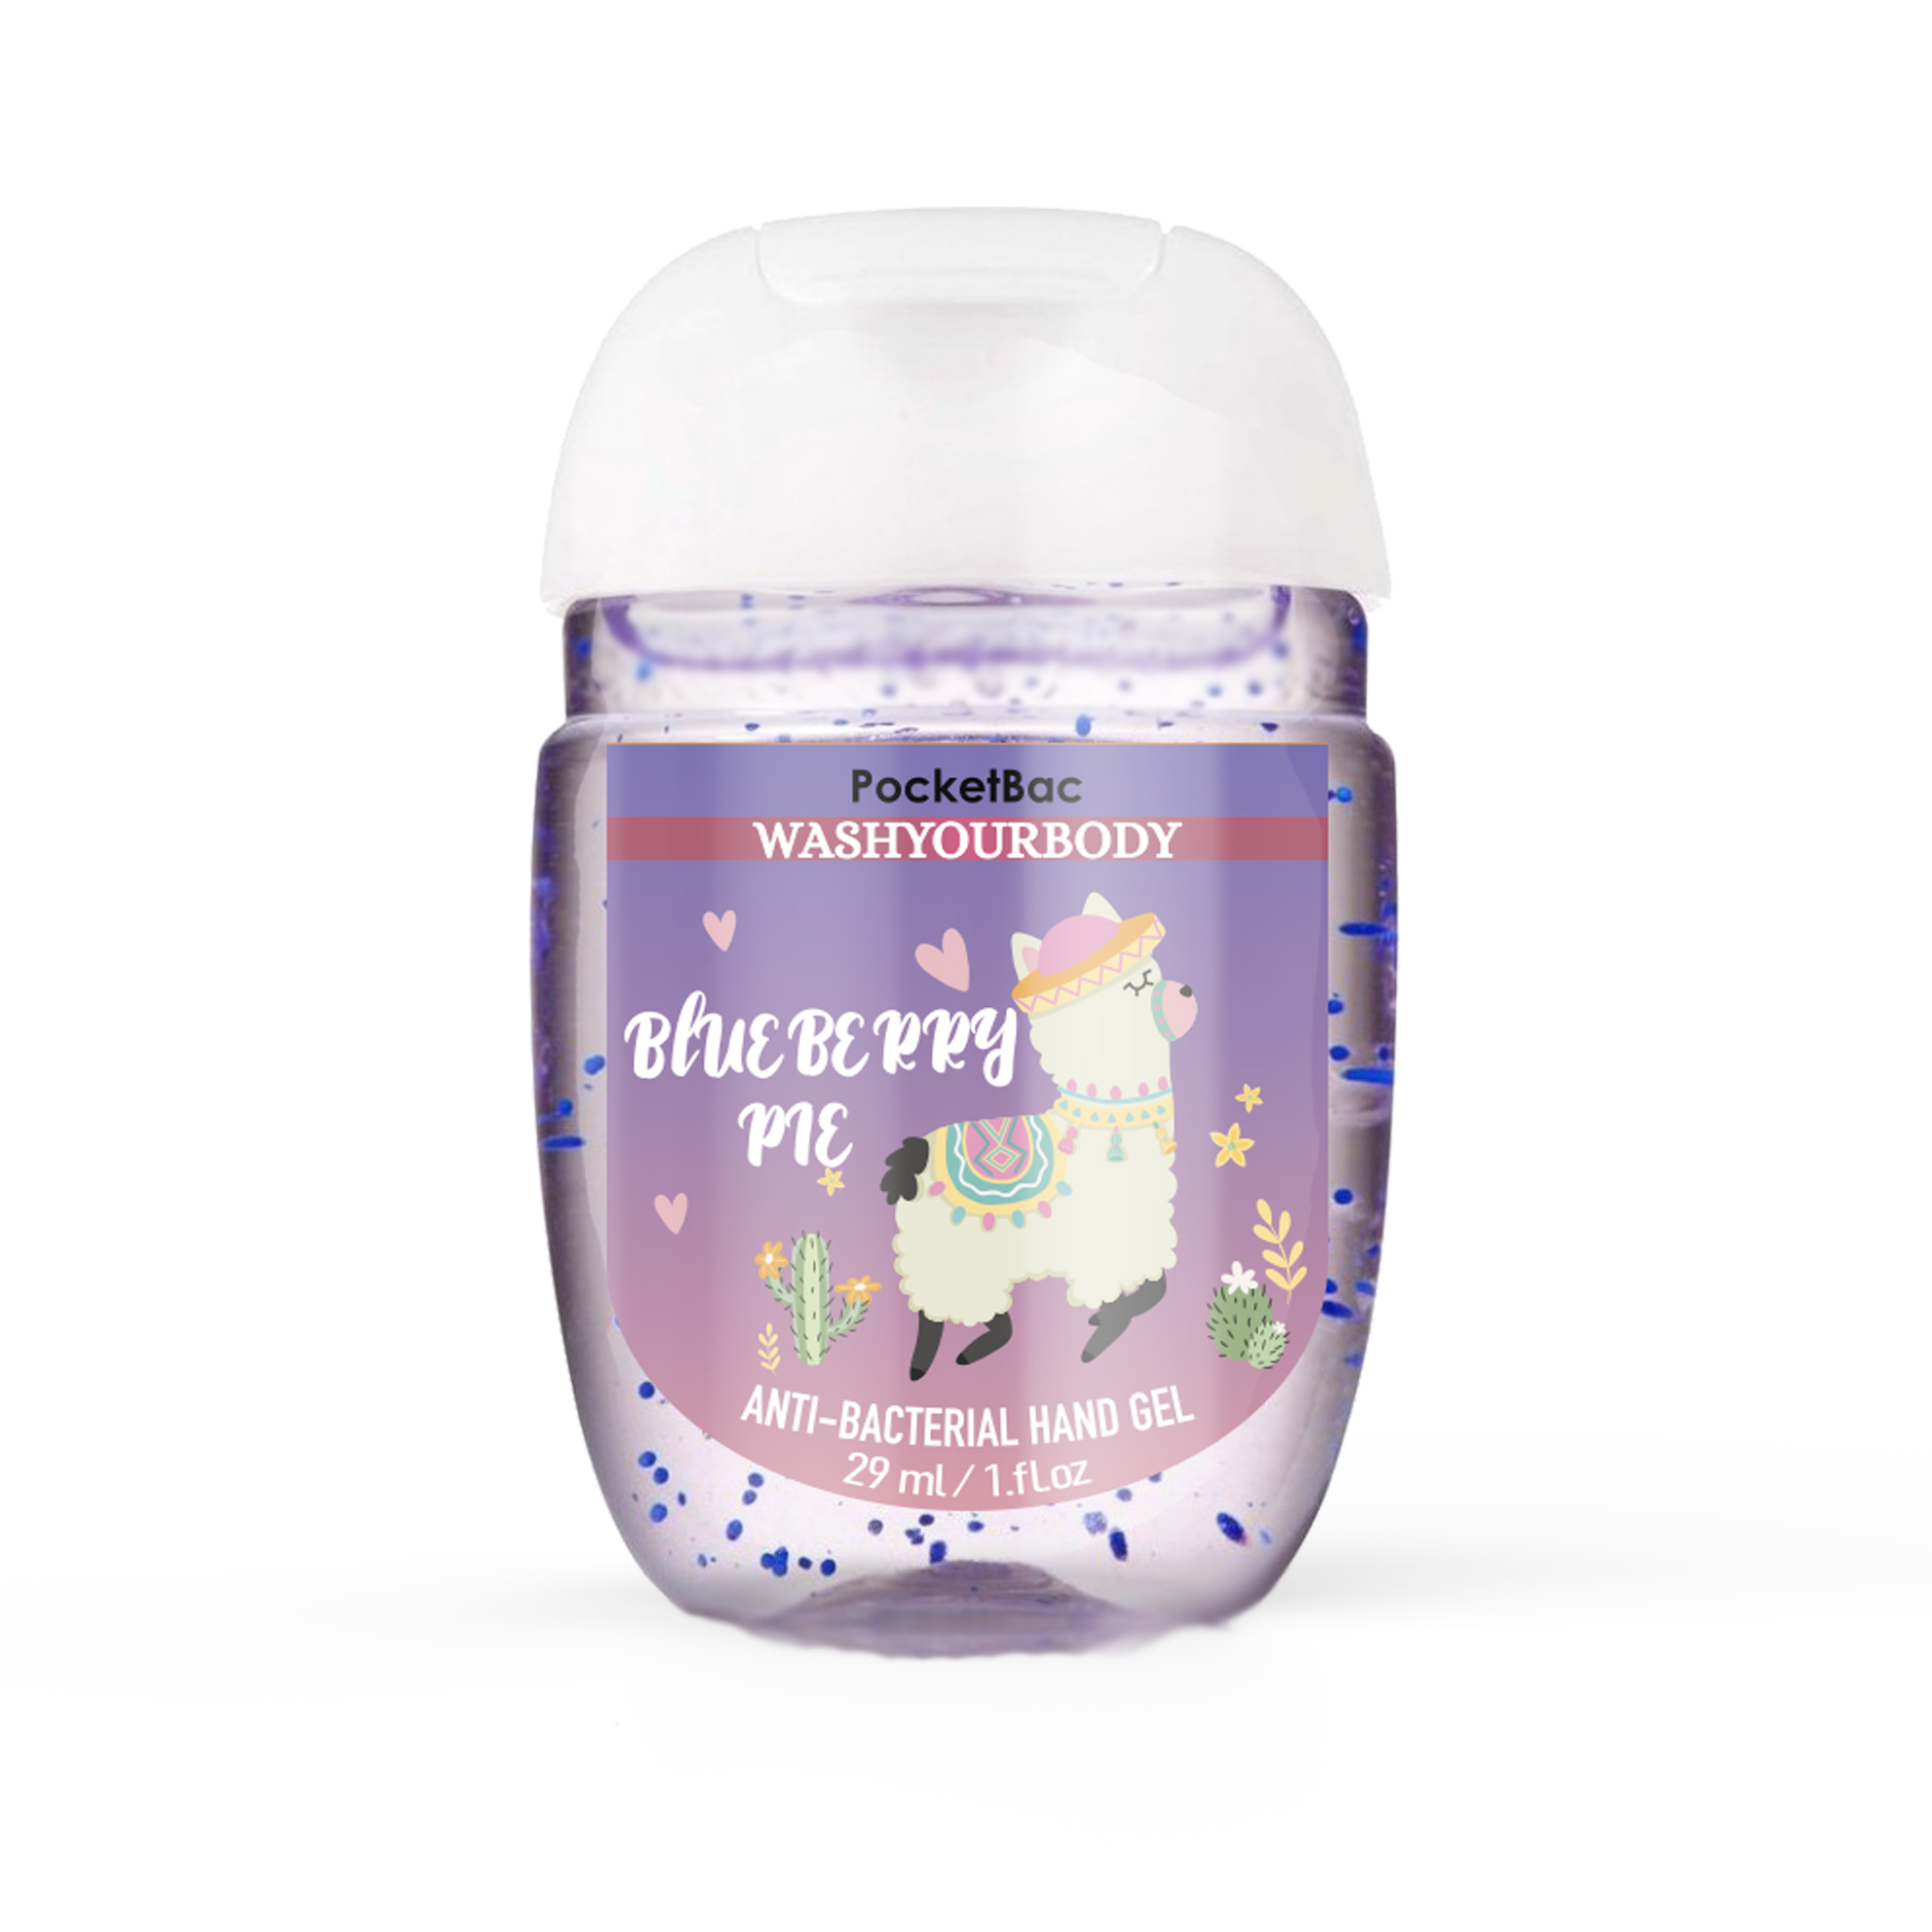 PocketBac
WASHYOURBODY
BlUEBERRY
PIE
ANTI-BACTERIAL HAND GEL
29 ml / 1.fl.oz